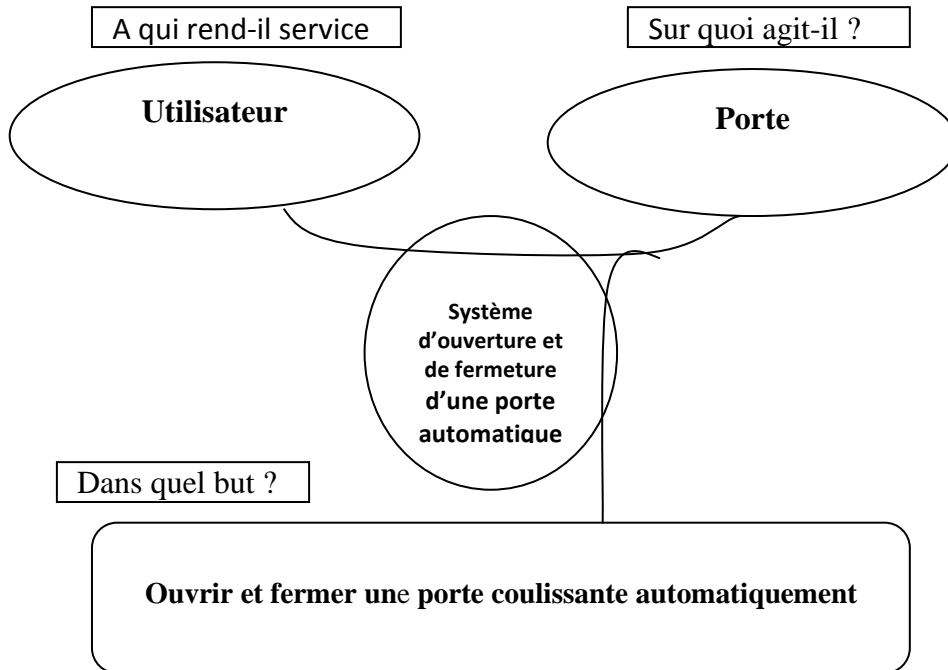 A qui rend-il service
Sur quoi agit-il ?
Utilisateur
Porte
Système
d’ouverture et
de fermeture
d’une porte
automatique
Dans quel but ?
Ouvrir et fermer une porte coulissante automatiquement